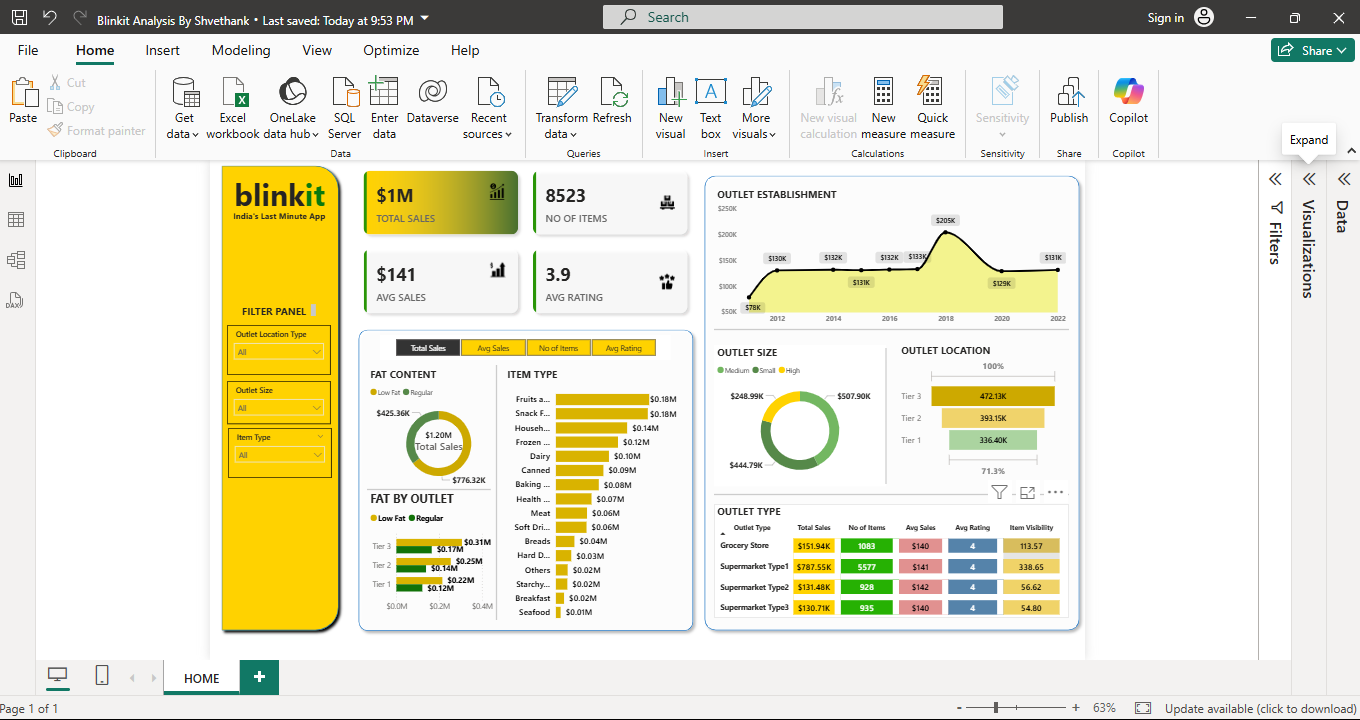 Blinkit Analysis By Shvethank • Last saved: Today at 9:53 PM
Search
Sign in
File Home Insert Modeling View Optimize Help
Share
Paste
Cut
Copy
Format painter
Get data
Excel workbook
OneLake data hub
SQL Server
Enter data
Dataverse
Recent sources
Transform data
Refresh
New visual
Text box
More visuals
New visual calculation
New measure
Quick measure
Sensitivity
Publish
Copilot
Clipboard Data Queries Insert Calculations Sensitivity Share Copilot
Expand
blinkit
India's Last Minute App
FILTER PANEL
Outlet Location Type
All
Outlet Size
All
Item Type
All
$1M
TOTAL SALES
8523
NO OF ITEMS
$141
AVG SALES
3.9
AVG RATING
Total Sales Avg Sales No of Items Avg Rating
FAT CONTENT
Low Fat Regular
$425.36K
$1.20M
Total Sales
$776.32K
FAT BY OUTLET
Low Fat Regular
Tier 3 $0.31M $0.17M
Tier 2 $0.25M $0.14M
Tier 1 $0.22M $0.12M
$0.0M $0.2M $0.4M
ITEM TYPE
Fruits a... $0.18M
Snack F... $0.18M
Househ... $0.14M
Frozen ... $0.12M
Dairy $0.10M
Canned $0.09M
Baking ... $0.08M
Health ... $0.07M
Meat $0.06M
Soft Dri... $0.06M
Breads $0.04M
Hard D... $0.03M
Others $0.02M
Starchy... $0.02M
Breakfast $0.02M
Seafood $0.01M
OUTLET ESTABLISHMENT
$250K
$200K
$150K
$100K
$50K
$78K $130K $132K $131K $132K $133K $205K $129K $131K
2012 2014 2016 2018 2020 2022
OUTLET SIZE
Medium Small High
$248.99K
$507.90K
$444.79K
OUTLET LOCATION
100%
Tier 3 472.13K
Tier 2 393.15K
Tier 1 336.40K
71.3%
OUTLET TYPE
Outlet Type Total Sales No of Items Avg Sales Avg Rating Item Visibility
Grocery Store $151.94K 1083 $140 4 113.57
Supermarket Type1 $787.55K 5577 $141 4 338.65
Supermarket Type2 $131.48K 928 $142 4 56.62
Supermarket Type3 $130.71K 935 $140 4 54.80
Filters
Visualizations
Data
DAX
HOME
Page 1 of 1
63%
Update available (click to download)